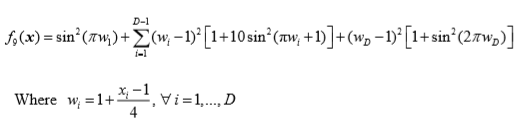 f₉(x) = sin²(πw₁) + ∑_{i=1}^{D-1} (wᵢ − 1)² [1 + 10 sin²(πwᵢ + 1)] + (w_D − 1)² [1 + sin²(2πw_D)]
Where wᵢ = 1 + \frac{xᵢ − 1}{4}, ∀ i = 1,..., D